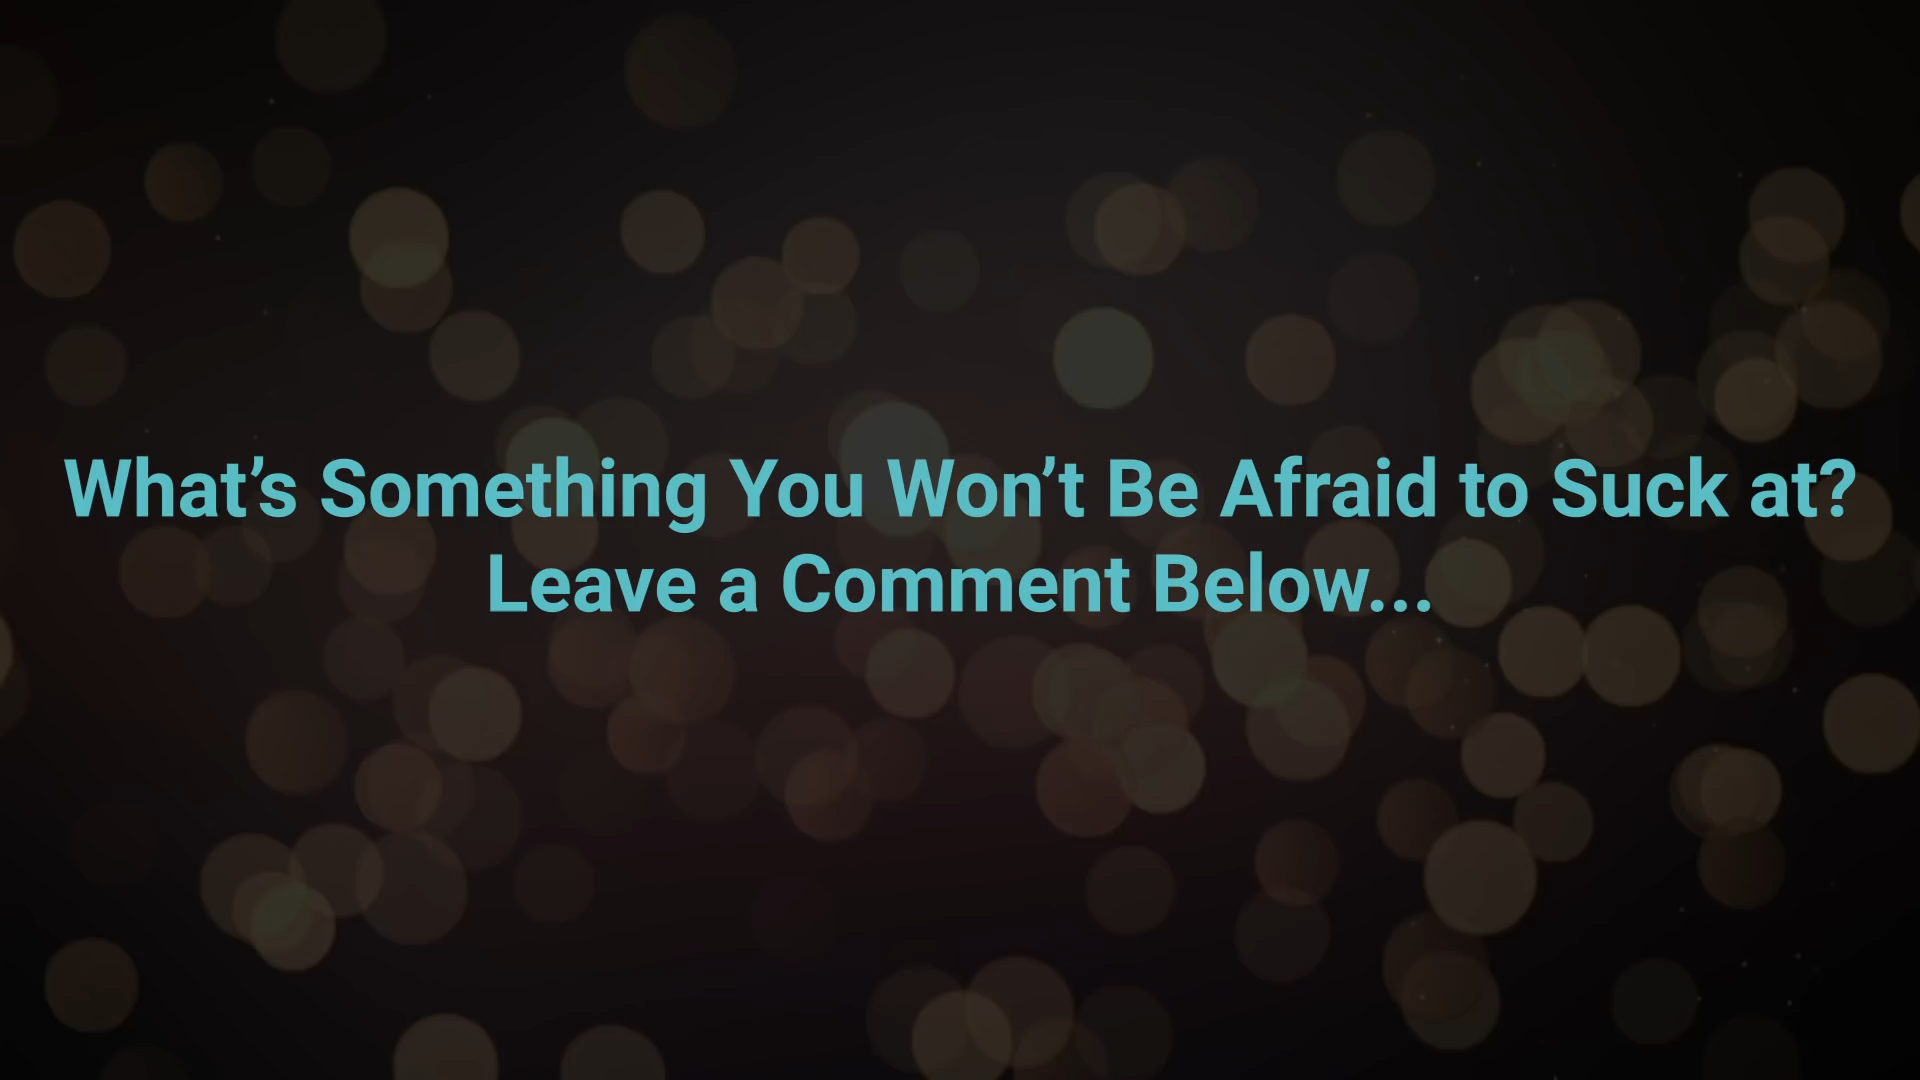 What’s Something You Won’t Be Afraid to Suck at?
Leave a Comment Below...